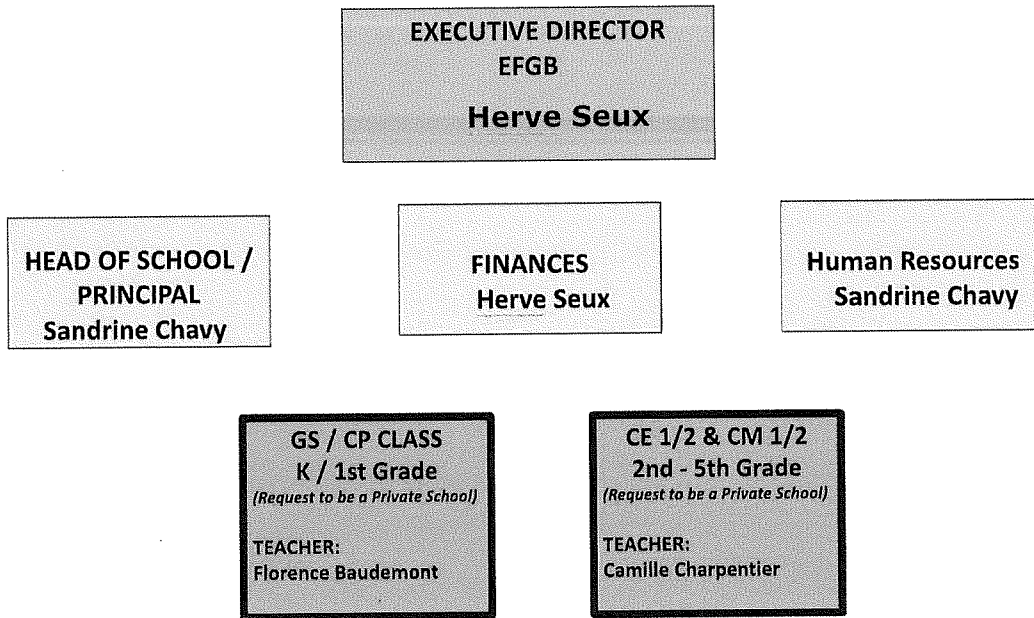 EXECUTIVE DIRECTOR
EFGB
Herve Seux
HEAD OF SCHOOL /
PRINCIPAL
Sandrine Chavy
FINANCES
Herve Seux
Human Resources
Sandrine Chavy
GS / CP CLASS
K / 1st Grade
(Request to be a Private School)
TEACHER:
Florence Baudemont
CE 1/2 & CM 1/2
2nd - 5th Grade
(Request to be a Private School)
TEACHER:
Camille Charpentier